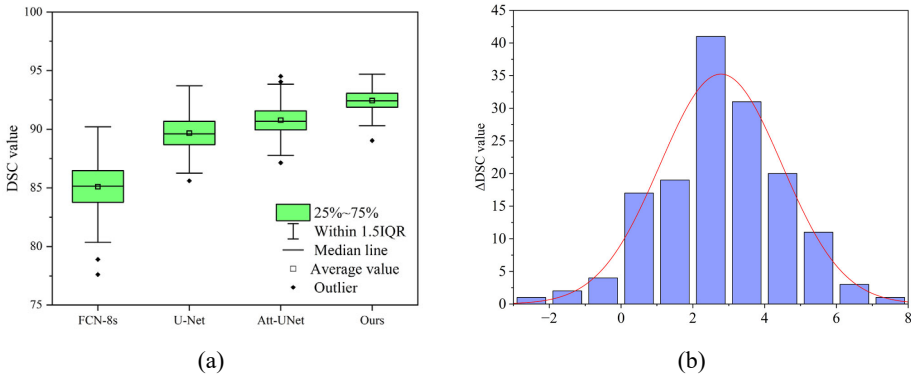 100
95
90
85
80
75
DSC value
FCN-8s
U-Net
Att-UNet
Ours
25%~75%
Within 1.5IQR
Median line
Average value
Outlier
(a)
45
40
35
30
25
20
15
10
5
0
ΔDSC value
−2
0
2
4
6
8
(b)